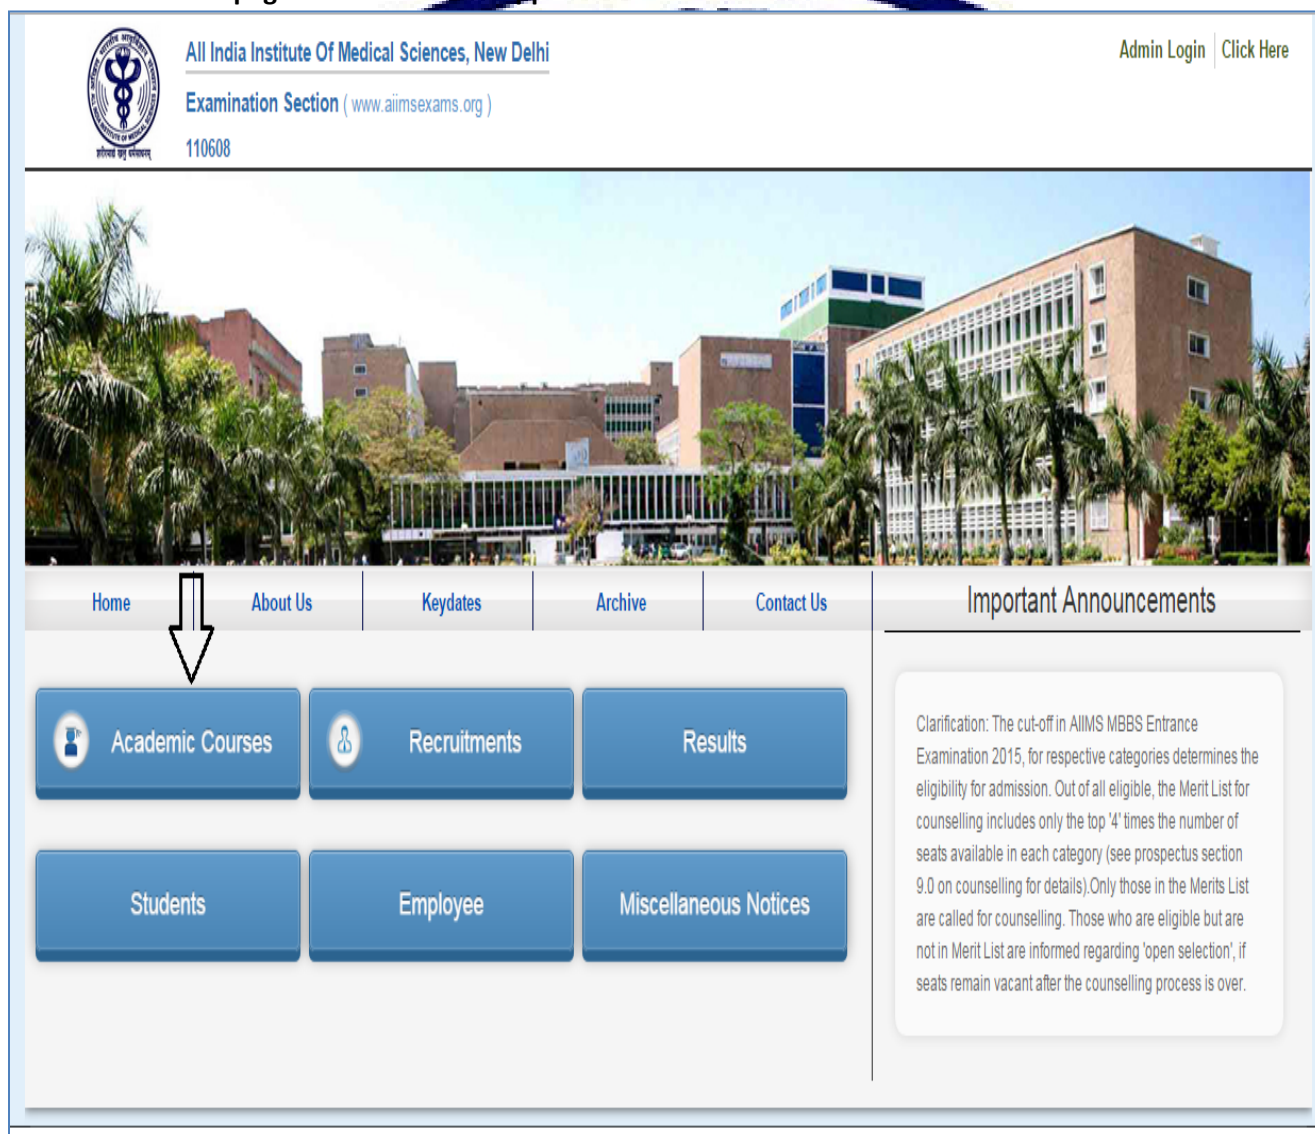 All India Institute Of Medical Sciences, New Delhi
Examination Section ( www.aiimsexams.org )
110608
Admin Login Click Here
Home About Us Keydates Archive Contact Us
Important Announcements
Academic Courses Recruitments Results
Students Employee Miscellaneous Notices
Clarification: The cut-off in AIIMS MBBS Entrance
Examination 2015, for respective categories determines the
eligibility for admission. Out of all eligible, the Merit List for
counselling includes only the top '4' times the number of
seats available in each category (see prospectus section
9.0 on counselling for details).Only those in the Merits List
are called for counselling. Those who are eligible but are
not in Merit List are informed regarding 'open selection', if
seats remain vacant after the counselling process is over.